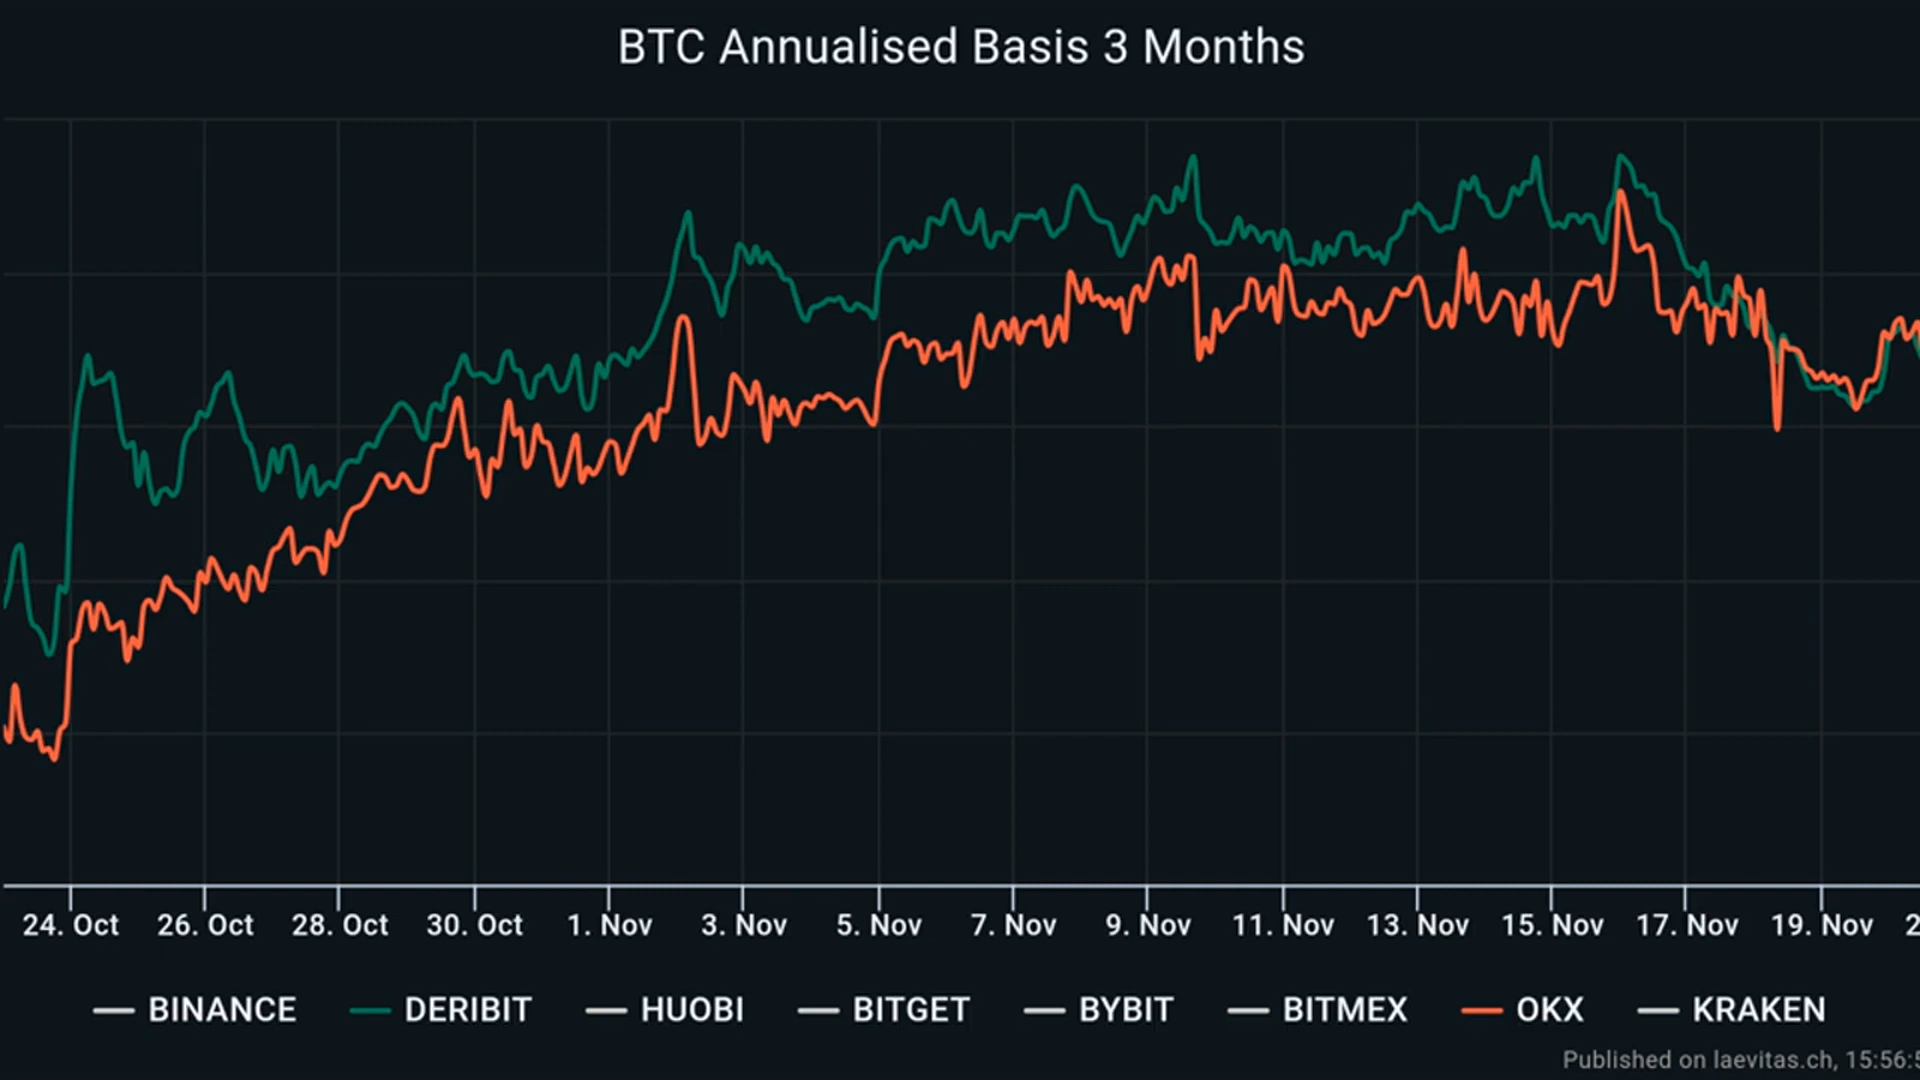 BTC Annualised Basis 3 Months
24. Oct 26. Oct 28. Oct 30. Oct 1. Nov 3. Nov 5. Nov 7. Nov 9. Nov 11. Nov 13. Nov 15. Nov 17. Nov 19. Nov 2
BINANCE DERIBIT HUOBI BITGET BYBIT BITMEX OKX KRAKEN
Published on laevitas.ch, 15:56:5